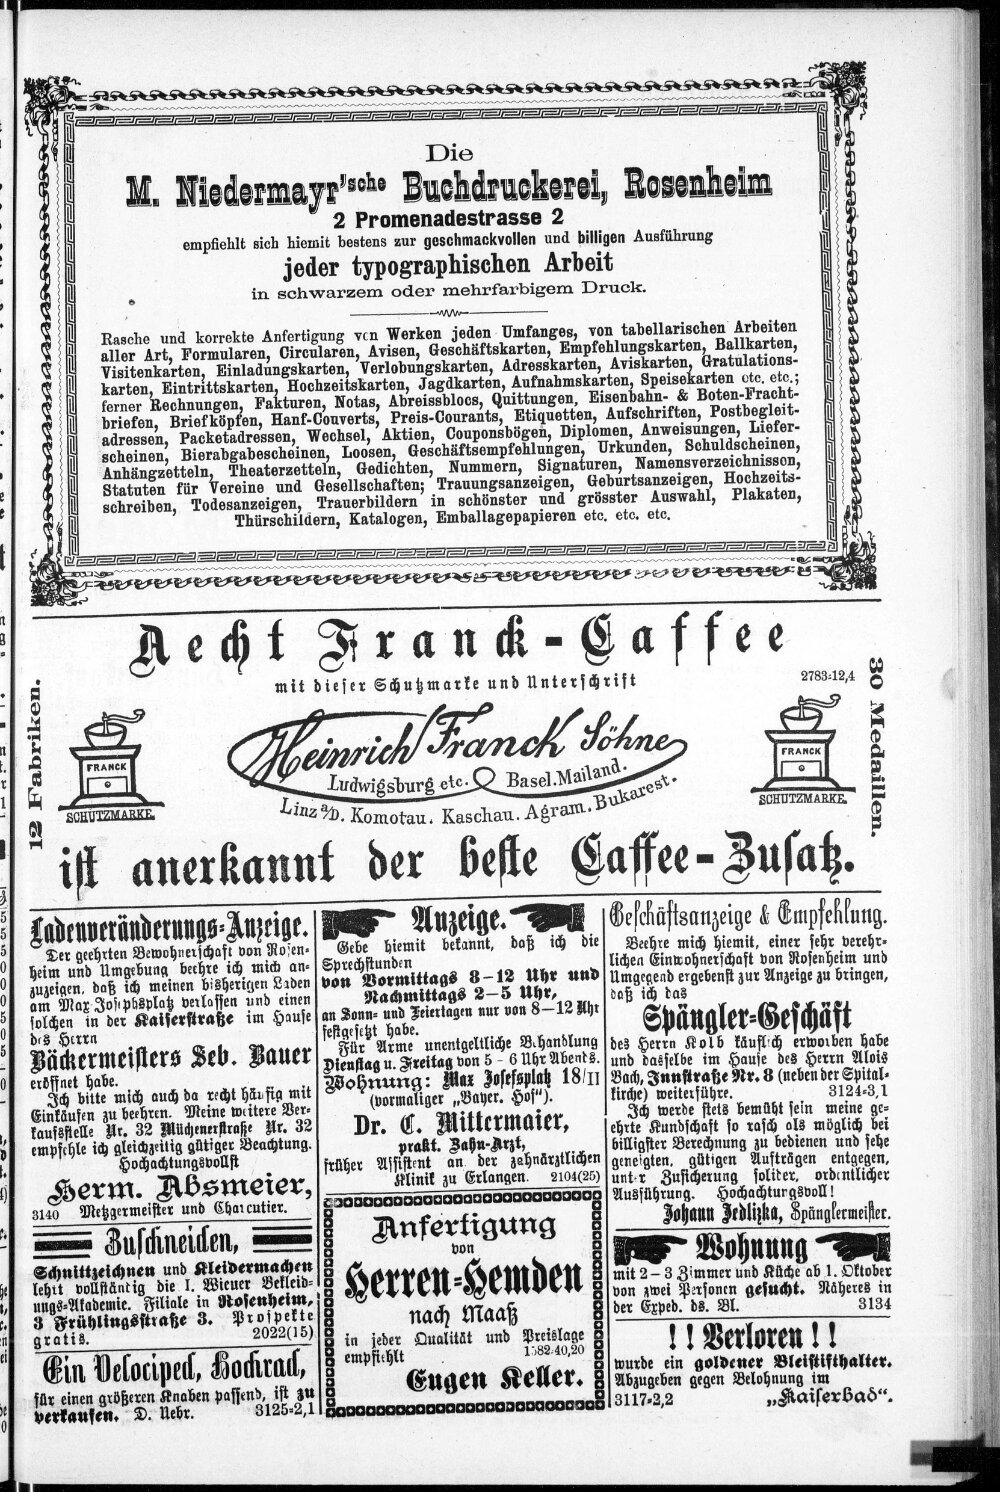 Die
M. Niedermayr'sche Buchdruckerei, Rosenheim
2 Promenadestrasse 2
empfiehlt sich hiemit bestens zur geschmackvollen und billigen Ausführung
jeder typographischen Arbeit
in schwarzem oder mehrfarbigem Druck.
Rasche und korrekte Anfertigung von Werken jeden Umfanges, von tabellarischen Arbeiten
aller Art, Formularen, Circularen, Avisen, Geschäftskarten, Empfehlungskarten, Ballkarten,
Visitenkarten, Einladungskarten, Verlobungskarten, Adresskarten, Aviskarten, Gratulations-
karten, Eintrittskarten, Hochzeitskarten, Jagdkarten, Aufnahmskarten, Speisekarten etc. etc.;
ferner Rechnungen, Fakturen, Notas, Abreissblocs, Quittungen, Eisenbahn- & Boten-Fracht-
briefen, Briefköpfen, Hanf-Couverts, Preis-Courants, Etiquetten, Aufschriften, Postbegleit-
adressen, Packetadressen, Wechsel, Aktien, Couponsbögen, Diplomen, Anweisungen, Liefer-
scheinen, Bierabgabescheinen, Loosen, Geschäftsempfehlungen, Urkunden, Schuldscheinen,
Anhängzetteln, Theaterzetteln, Gedichten, Nummern, Signaturen, Namensverzeichnissen,
Statuten für Vereine und Gesellschaften; Trauungsanzeigen, Geburtsanzeigen, Hochzeits-
schreiben, Todesanzeigen, Trauerbildern in schönster und grösster Auswahl, Plakaten,
Thürschildern, Katalogen, Emballagepapieren etc. etc. etc.
Aecht Franck-Caffee
mit dieser Schutzmarke und Unterschrift
2783=12,4
12 Fabriken.
FRANCK
SCHUTZMARKE.
Heinrich Franck Söhne
Ludwigsburg etc. Basel. Mailand.
Linz a/D. Komotau. Kaschau. Agram. Bukarest.
FRANCK
SCHUTZMARKE.
30 Medaillen.
ist anerkannt der beste Caffee-Zusatz.
Ladenveränderungs-Anzeige.
Der geehrten Bewohnerschaft von Rosen-
heim und Umgebung beehre ich mich an-
zuzeigen, daß ich meinen bisherigen Laden
am Max Josephsplatz verlassen und einen
solchen in der Kaiserstraße im Hause
des Herrn
Bäckermeisters Seb. Bauer
eröffnet habe.
Ich bitte mich auch da recht häufig mit
Einkäufen zu beehren. Meine weitere Ver-
kaufsstelle Nr. 32 Müchenerstraße Nr. 32
empfehle ich gleichzeitig gütiger Beachtung.
Hochachtungsvollst
Herm. Absmeier,
3140 Metzgermeister und Charcutier.
Zuschneiden,
Schnittzeichnen und Kleidermachen
lehrt vollständig die I. Wiener Bekleid-
ungs-Akademie. Filiale in Rosenheim,
3 Frühlingsstraße 3. Prospekte
gratis. 2022(15)
Ein Velociped, Hochrad,
für einen größeren Knaben passend, ist zu
verkaufen. D. Uebr. 3125=2,1
Anzeige.
Gebe hiemit bekannt, daß ich die
Sprechstunden
von Vormittags 8—12 Uhr und
Nachmittags 2—5 Uhr,
an Sonn- und Feiertagen nur von 8—12 Uhr
festgesetzt habe.
Für Arme unentgeltliche Behandlung
Dienstag u. Freitag von 5-6 Uhr Abends.
Wohnung: Max Josefsplatz 18/II
(vormaliger „Bayer. Hof").
Dr. C. Mittermaier,
prakt. Zahn-Arzt,
früher Assistent an der zahnärztlichen
Klinik zu Erlangen. 2104(25)
Anfertigung
von
Herren-Hemden
nach Maaß
in jeder Qualität und Preislage
empfiehlt 1582-40,20
Eugen Keller.
Geschäftsanzeige & Empfehlung.
Beehre mich hiemit, einer sehr verehr-
lichen Einwohnerschaft von Rosenheim und
Umgegend ergebenst zur Anzeige zu bringen,
daß ich das
Spängler-Geschäft
des Herrn Kolb käuflich erworben habe
und dasselbe im Hause des Herrn Alois
Bach, Innstraße Nr. 8 (neben der Spital-
kirche) weiterführe. 3124=3,1
Ich werde stets bemüht sein meine ge-
ehrte Kundschaft so rasch als möglich bei
billigster Berechnung zu bedienen und sehe
geneigten, gütigen Aufträgen entgegen,
unter Zusicherung solider, ordentlicher
Ausführung. Hochachtungsvoll!
Johann Jedlizka, Spänglermeister.
Wohnung
mit 2–3 Zimmer und Küche ab 1. Oktober
von zwei Personen gesucht. Näheres in
der Exped. ds. Bl. 3134
!! Verloren !!
wurde ein goldener Bleistifthalter.
Abzugeben gegen Belohnung im
3117=2,2 „Kaiserbad".